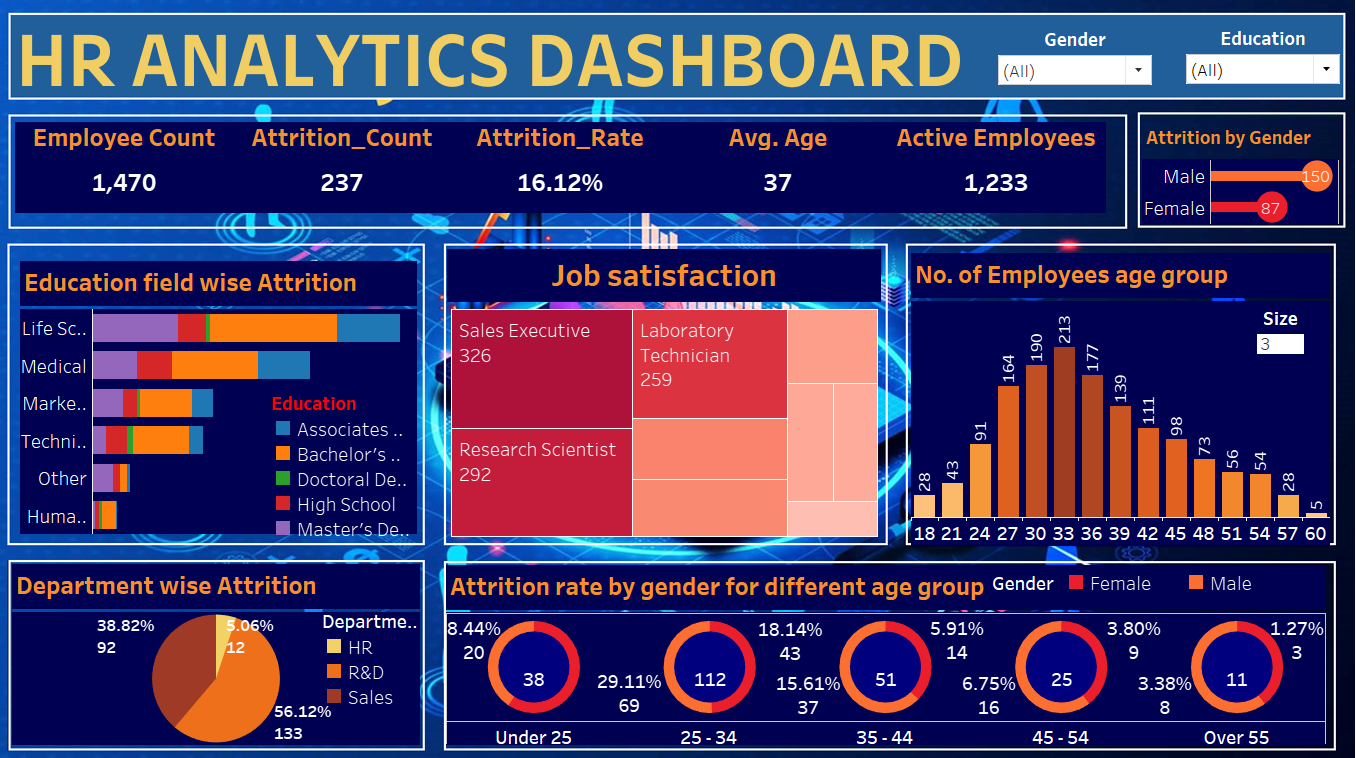 HR ANALYTICS DASHBOARD
Gender
(All)
Education
(All)
Employee Count
1,470
Attrition_Count
237
Attrition_Rate
16.12%
Avg. Age
37
Active Employees
1,233
Attrition by Gender
Male
150
Female
87
Education field wise Attrition
Life Sc..
Medical
Marke..
Techni..
Other
Huma..
Education
Associates ..
Bachelor's ..
Doctoral De..
High School
Master's De..
Job satisfaction
Sales Executive
326
Research Scientist
292
Laboratory
Technician
259
No. of Employees age group
Size
3
28 43 91 164 190 213 177 139 111 98 73 56 54 28 5
18 21 24 27 30 33 36 39 42 45 48 51 54 57 60
Department wise Attrition
38.82%
92
5.06%
12
56.12%
133
Departme..
HR
R&D
Sales
Attrition rate by gender for different age group
Gender
Female
Male
8.44%
20
38
Under 25
18.14%
43
29.11%
69
112
25 - 34
5.91%
14
15.61%
37
51
35 - 44
3.80%
9
6.75%
16
25
45 - 54
1.27%
3
3.38%
8
11
Over 55